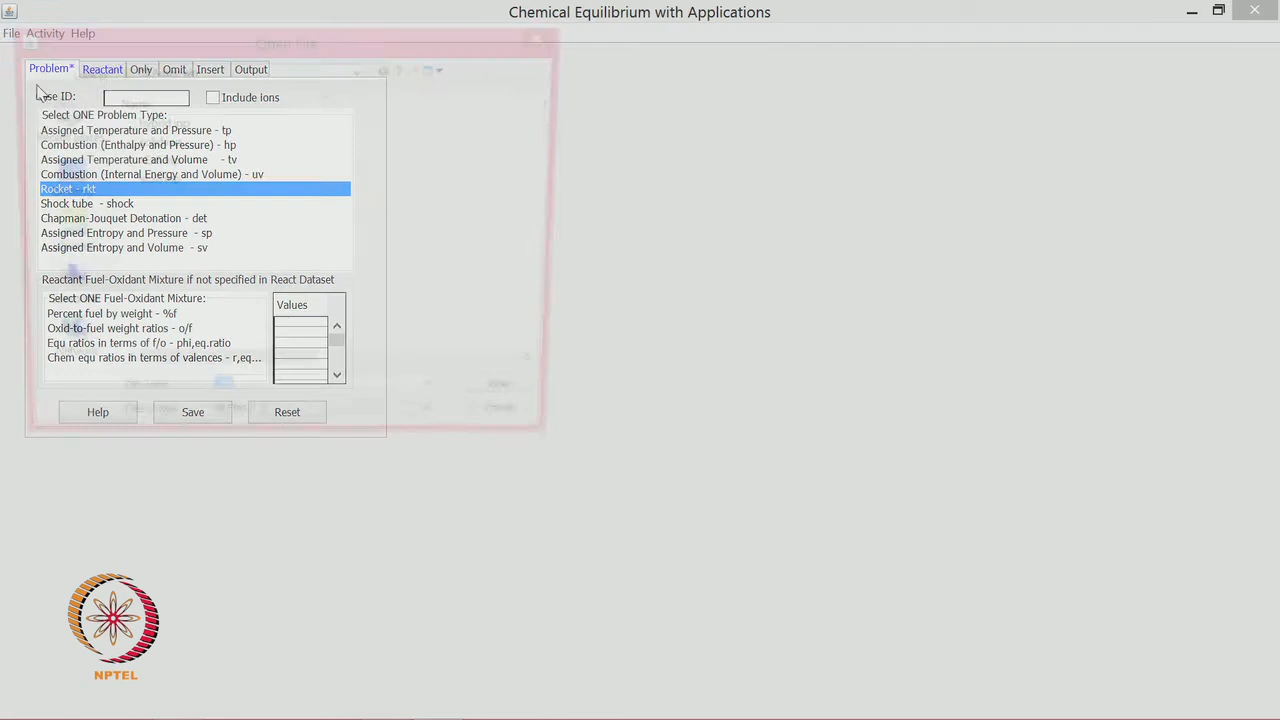 Chemical Equilibrium with Applications
File Activity Help
Open File
Problem* Reactant Only Omit Insert Output
se ID: Include ions
Select ONE Problem Type:
Assigned Temperature and Pressure - tp
Combustion (Enthalpy and Pressure) - hp
Assigned Temperature and Volume - tv
Combustion (Internal Energy and Volume) - uv
Rocket - rkt
Shock tube - shock
Chapman-Jouquet Detonation - det
Assigned Entropy and Pressure - sp
Assigned Entropy and Volume - sv
Reactant Fuel-Oxidant Mixture if not specified in React Dataset
Select ONE Fuel-Oxidant Mixture:
Values
Percent fuel by weight - %f
Oxid-to-fuel weight ratios - o/f
Equ ratios in terms of f/o - phi,eq.ratio
Chem equ ratios in terms of valences - r,eq...
Help Save Reset
NPTEL